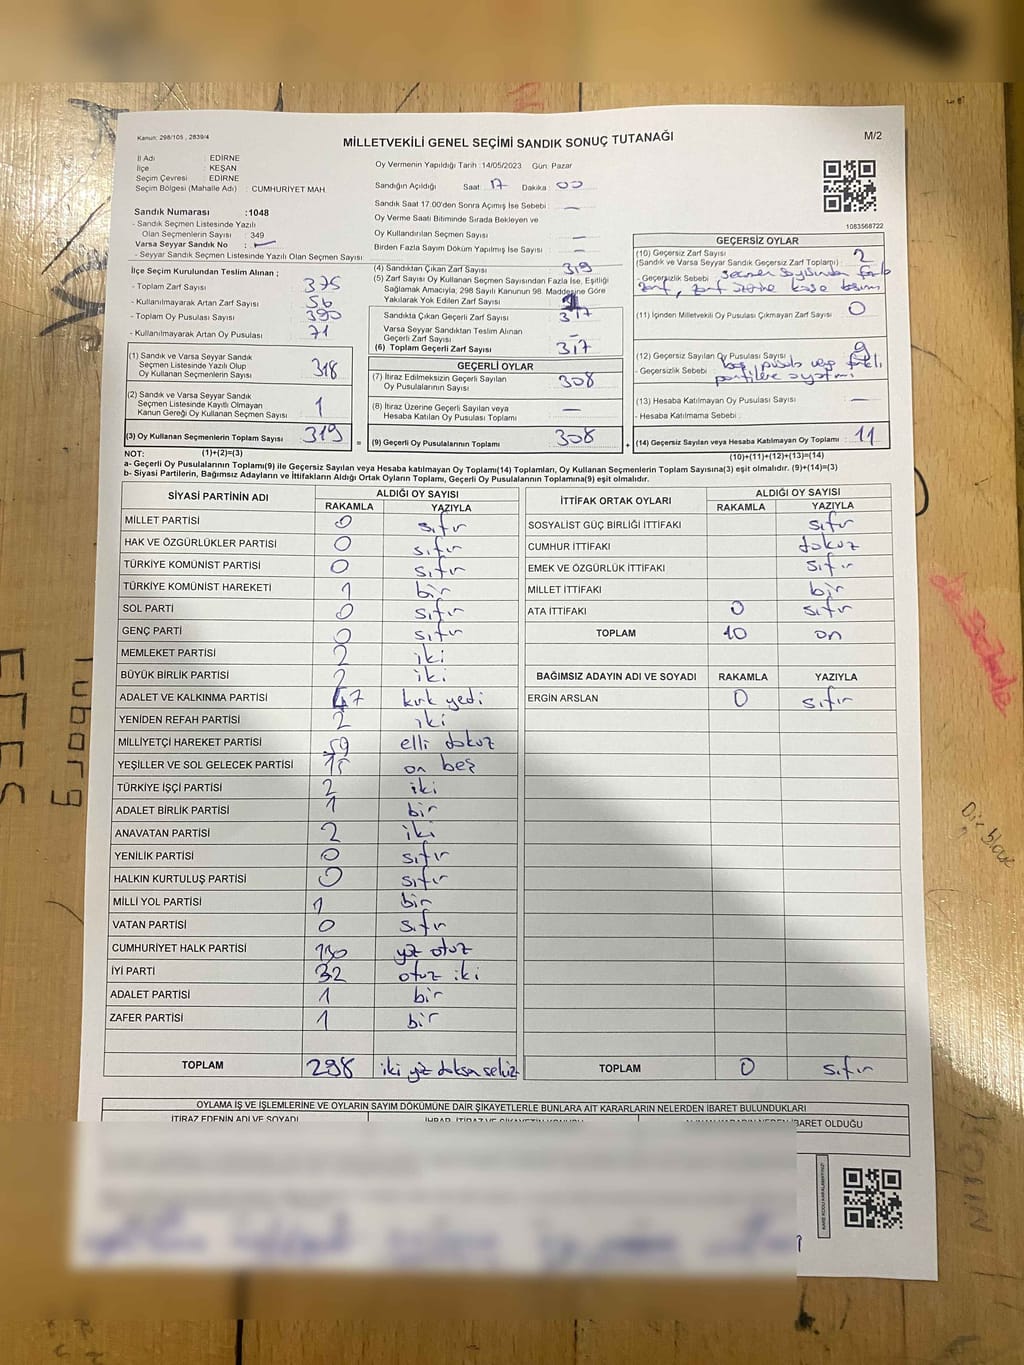 Kanun: 298/105 , 2839/4
MİLLETVEKİLİ GENEL SEÇİMİ SANDIK SONUÇ TUTANAĞI
M/2
İl Adı : EDİRNE
İlçe : KEŞAN
Seçim Çevresi : EDİRNE
Seçim Bölgesi (Mahalle Adı) : CUMHURİYET MAH.
Sandık Numarası :1048
- Sandık Seçmen Listesinde Yazılı
Olan Seçmenlerin Sayısı : 349
Varsa Seyyar Sandık No :
- Seyyar Sandık Seçmen Listesinde Yazılı Olan Seçmen Sayısı:
Oy Vermenin Yapıldığı Tarih :14/05/2023 Gün: Pazar
Sandığın Açıldığı Saat: 17 Dakika: 00
Sandık Saat 17.00'den Sonra Açımış İse Sebebi : —
Oy Verme Saati Bitiminde Sırada Bekleyen ve
Oy Kullandırılan Seçmen Sayısı : —
Birden Fazla Sayım Döküm Yapılmış İse Sayısı : —
1083568722
İlçe Seçim Kurulundan Teslim Alınan ;
- Toplam Zarf Sayısı : 375
- Kullanılmayarak Artan Zarf Sayısı : 56
- Toplam Oy Pusulası Sayısı : 390
- Kullanılmayarak Artan Oy Pusulası : 71
(1) Sandık ve Varsa Seyyar Sandık
Seçmen Listesinde Yazılı Olup
Oy Kullanan Seçmenlerin Sayısı : 318
(2) Sandık ve Varsa Seyyar Sandık
Seçmen Listesinde Kayıtlı Olmayan
Kanun Gereği Oy Kullanan Seçmen Sayısı : 1
(3) Oy Kullanan Seçmenlerin Toplam Sayısı : 319
(1)+(2)=(3)
(4) Sandıktan Çıkan Zarf Sayısı : 319
(5) Zarf Sayısı Oy Kullanan Seçmen Sayısından Fazla İse, Eşitliği
Sağlamak Amacıyla, 298 Sayılı Kanunun 98. Maddesine Göre
Yakılarak Yok Edilen Zarf Sayısı :
Sandıkta Çıkan Geçerli Zarf Sayısı : 317
Varsa Seyyar Sandıktan Teslim Alınan
Geçerli Zarf Sayısı : —
(6) Toplam Geçerli Zarf Sayısı : 317
GEÇERLİ OYLAR
(7) İtiraz Edilmeksizin Geçerli Sayılan
Oy Pusulalarının Sayısı : 308
(8) İtiraz Üzerine Geçerli Sayılan veya
Hesaba Katılan Oy Pusulası Toplamı : —
(9) Geçerli Oy Pusulalarının Toplamı : 308
GEÇERSİZ OYLAR
(10) Geçersiz Zarf Sayısı : 2
(Sandık ve Varsa Seyyar Sandık Geçersiz Zarf Toplamı)
- Geçersizlik Sebebi : seçmen sayısından fazla
zarf, zarf üzerine kaşe basımı
(11) İçinden Milletvekili Oy Pusulası Çıkmayan Zarf Sayısı : 0
(12) Geçersiz Sayılan Oy Pusulası Sayısı : 9
- Geçersizlik Sebebi : boş pusula veya farklı
partilere oy
(13) Hesaba Katılmayan Oy Pusulası Sayısı : —
- Hesaba Katılmama Sebebi :
(14) Geçersiz Sayılan veya Hesaba Katılmayan Oy Toplamı : 11
(10)+(11)+(12)+(13)=(14)
NOT:
a- Geçerli Oy Pusulalarının Toplamı(9) ile Geçersiz Sayılan veya Hesaba katılmayan Oy Toplamı(14) Toplamları, Oy Kullanan Seçmenlerin Toplam Sayısına(3) eşit olmalıdır. (9)+(14)=(3)
b- Siyasi Partilerin, Bağımsız Adayların ve İttifakların Aldığı Ortak Oyların Toplamı, Geçerli Oy Pusulalarının Toplamına(9) eşit olmalıdır.
SİYASİ PARTİNİN ADI ALDIĞI OY SAYISI
RAKAMLA YAZIYLA
MİLLET PARTİSİ 0 sıfır
HAK VE ÖZGÜRLÜKLER PARTİSİ 0 sıfır
TÜRKİYE KOMÜNİST PARTİSİ 0 sıfır
TÜRKİYE KOMÜNİST HAREKETİ 1 bir
SOL PARTİ 0 sıfır
GENÇ PARTİ 0 sıfır
MEMLEKET PARTİSİ 2 iki
BÜYÜK BİRLİK PARTİSİ 2 iki
ADALET VE KALKINMA PARTİSİ 47 kırk yedi
YENİDEN REFAH PARTİSİ 2 iki
MİLLİYETÇİ HAREKET PARTİSİ 59 elli dokuz
YEŞİLLER VE SOL GELECEK PARTİSİ 15 on beş
TÜRKİYE İŞÇİ PARTİSİ 2 iki
ADALET BİRLİK PARTİSİ 1 bir
ANAVATAN PARTİSİ 2 iki
YENİLİK PARTİSİ 0 sıfır
HALKIN KURTULUŞ PARTİSİ 0 sıfır
MİLLİ YOL PARTİSİ 1 bir
VATAN PARTİSİ 0 sıfır
CUMHURİYET HALK PARTİSİ 130 yüz otuz
İYİ PARTİ 32 otuz iki
ADALET PARTİSİ 1 bir
ZAFER PARTİSİ 1 bir
TOPLAM 298 iki yüz doksan sekiz
İTTİFAK ORTAK OYLARI ALDIĞI OY SAYISI
RAKAMLA YAZIYLA
SOSYALİST GÜÇ BİRLİĞİ İTTİFAKI sıfır
CUMHUR İTTİFAKI dokuz
EMEK VE ÖZGÜRLÜK İTTİFAKI sıfır
MİLLET İTTİFAKI bir
ATA İTTİFAKI 0 sıfır
TOPLAM 10 on
BAĞIMSIZ ADAYIN ADI VE SOYADI RAKAMLA YAZIYLA
ERGİN ARSLAN 0 sıfır
TOPLAM 0 sıfır
OYLAMA İŞ VE İŞLEMLERİNE VE OYLARIN SAYIM DÖKÜMÜNE DAİR ŞİKAYETLERLE BUNLARA AİT KARARLARIN NELERDEN İBARET BULUNDUKLARI
İTİRAZ EDENİN ADI VE SOYADI
İBARET OLDUĞU
KARE KODU KARALAMAYINIZ!
Tuborg
EFES